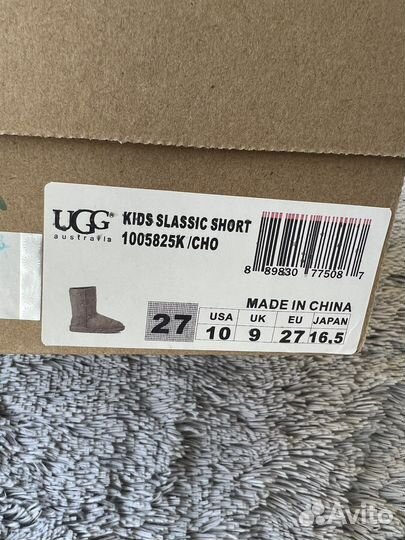 UGG® KIDS SLASSIC SHORT
australia 1005825K /CHO
8 89830 77508 7
MADE IN CHINA
27 USA UK EU JAPAN
10 9 27 16.5
Avito